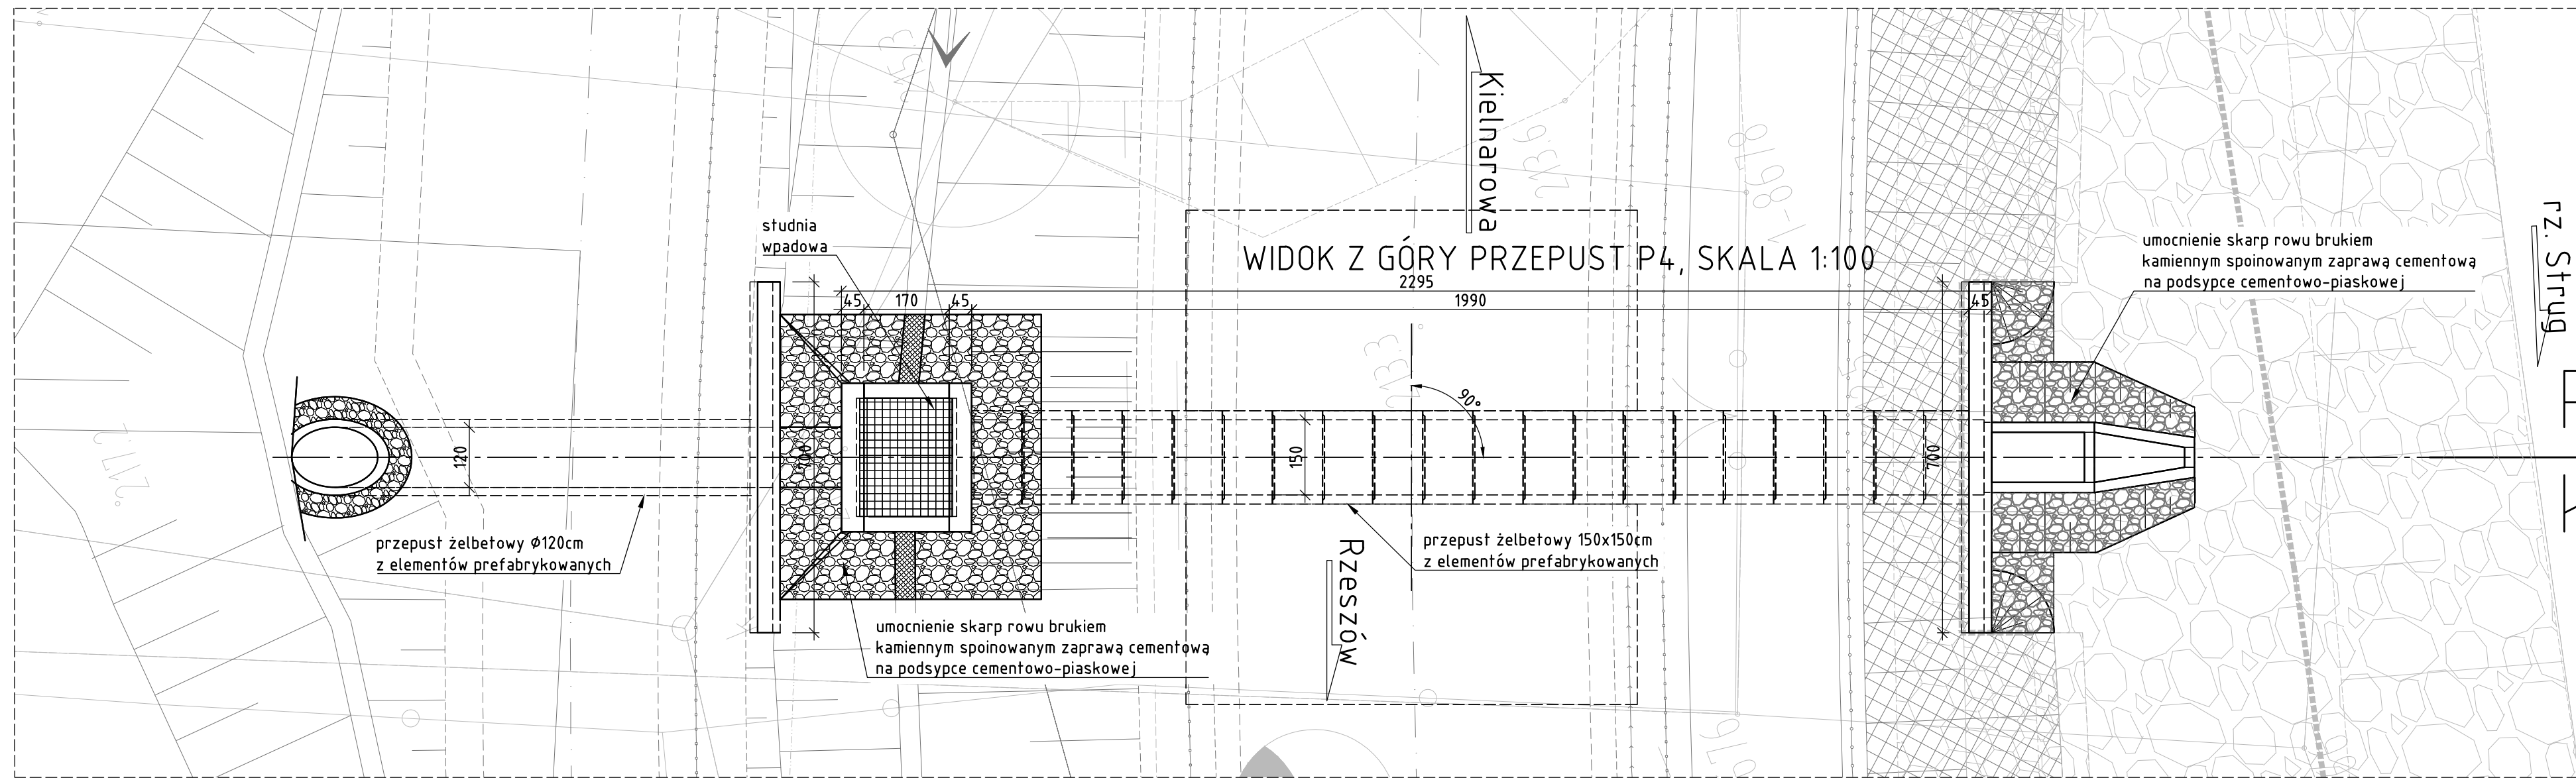 Kielnarowa
WIDOK Z GÓRY PRZEPUST P4, SKALA 1:100
studnia
wpadowa
2295
45
170
45
1990
45
umocnienie skarp rowu brukiem
kamiennym spoinowanym zaprawą cementową
na podsypce cementowo-piaskowej
rz. Strug
90°
120
700
150
700
przepust żelbetowy Ø120cm
z elementów prefabrykowanych
przepust żelbetowy 150x150cm
z elementów prefabrykowanych
Rzeszów
umocnienie skarp rowu brukiem
kamiennym spoinowanym zaprawą cementową
na podsypce cementowo-piaskowej